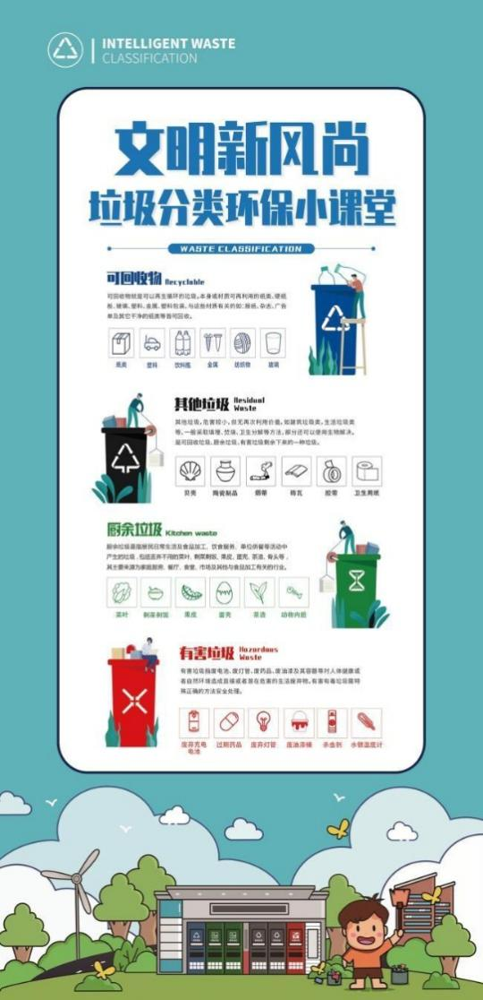 INTELLIGENT WASTE
CLASSIFICATION
文明新风尚
垃圾分类环保小课堂
WASTE CLASSIFICATION
可回收物 Recyclable
可回收物就是可以再生循环的垃圾。本身或材质可再利用的纸类、硬纸
板、玻璃、塑料、金属、塑料包装，与这些材质有关的如：报纸、杂志、广告
单及其它干净的纸类等皆可回收。
纸类 塑料 饮料瓶 金属 纺织物 玻璃
其他垃圾 Residual
Waste
其他垃圾，危害较小，但无再次利用价值，如建筑垃圾类，生活垃圾类
等，一般采取填埋、焚烧、卫生分解等方法，部分还可以使用生物解决。
是可回收垃圾、厨余垃圾、有害垃圾剩余下来的一种垃圾。
贝壳 陶瓷制品 烟蒂 砖瓦 胶带 卫生用纸
厨余垃圾 Kitchen waste
厨余垃圾是指居民日常生活及食品加工、饮食服务、单位供餐等活动中
产生的垃圾，包括丢弃不用的菜叶、剩菜剩饭、果皮、蛋壳、茶渣、骨头等，
其主要来源为家庭厨房、餐厅、食堂、市场及其他与食品加工有关的行业。
菜叶 剩菜剩饭 果皮 蛋壳 茶渣 动物内脏
有害垃圾 Hazardous
Waste
有害垃圾指废电池、废灯管、废药品、废油漆及其容器等对人体健康或
者自然环境造成直接或者潜在危害的生活废弃物。有害有毒垃圾需特
殊正确的方法安全处理。
废弃充电 过期药品 废弃灯管 废油漆桶 杀虫剂 水银温度计
电池